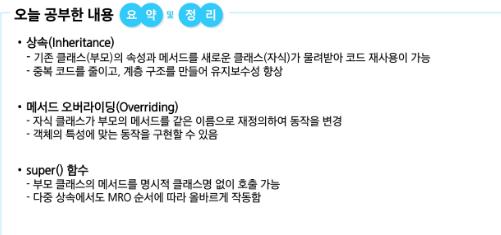 오늘 공부한 내용 요약 및 정리
• 상속(Inheritance)
- 기존 클래스(부모)의 속성과 메서드를 새로운 클래스(자식)가 물려받아 코드 재사용이 가능
- 중복 코드를 줄이고, 계층 구조를 만들어 유지보수성 향상
• 메서드 오버라이딩(Overriding)
- 자식 클래스가 부모의 메서드를 같은 이름으로 재정의하여 동작을 변경
- 객체의 특성에 맞는 동작을 구현할 수 있음
• super() 함수
- 부모 클래스의 메서드를 명시적 클래스명 없이 호출 가능
- 다중 상속에서도 MRO 순서에 따라 올바르게 작동함